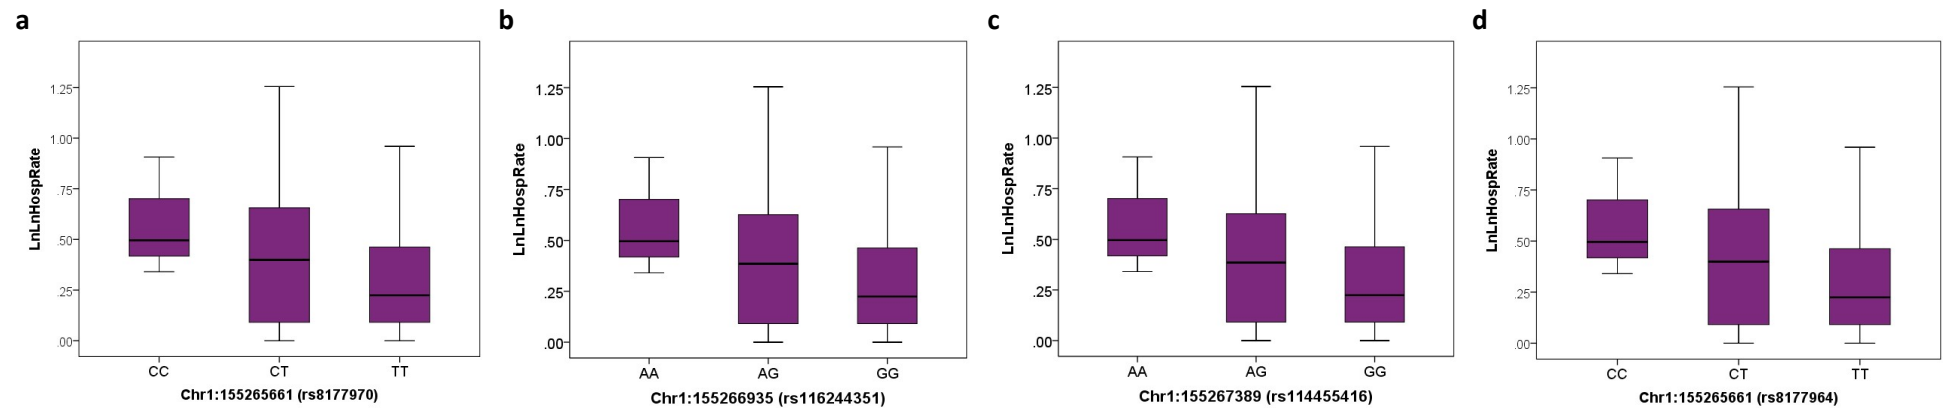 a
LnLnHospRate
1.25
1.00
.75
.50
.25
.00
CC CT TT
Chr1:155265661 (rs8177970)
b
LnLnHospRate
1.25
1.00
.75
.50
.25
.00
AA AG GG
Chr1:155266935 (rs116244351)
c
LnLnHospRate
1.25
1.00
.75
.50
.25
.00
AA AG GG
Chr1:155267389 (rs114455416)
d
LnLnHospRate
1.25
1.00
.75
.50
.25
.00
CC CT TT
Chr1:155265661 (rs8177964)